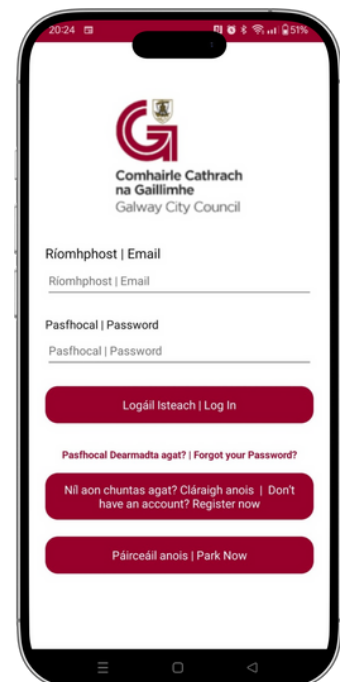 20:24 51%
Comhairle Cathrach
na Gaillimhe
Galway City Council
Ríomhphost | Email
Ríomhphost | Email
Pasfhocal | Password
Pasfhocal | Password
Logáil Isteach | Log In
Pasfhocal Dearmadta agat? | Forgot your Password?
Níl aon chuntas agat? Cláraigh anois | Don't
have an account? Register now
Páirceáil anois | Park Now